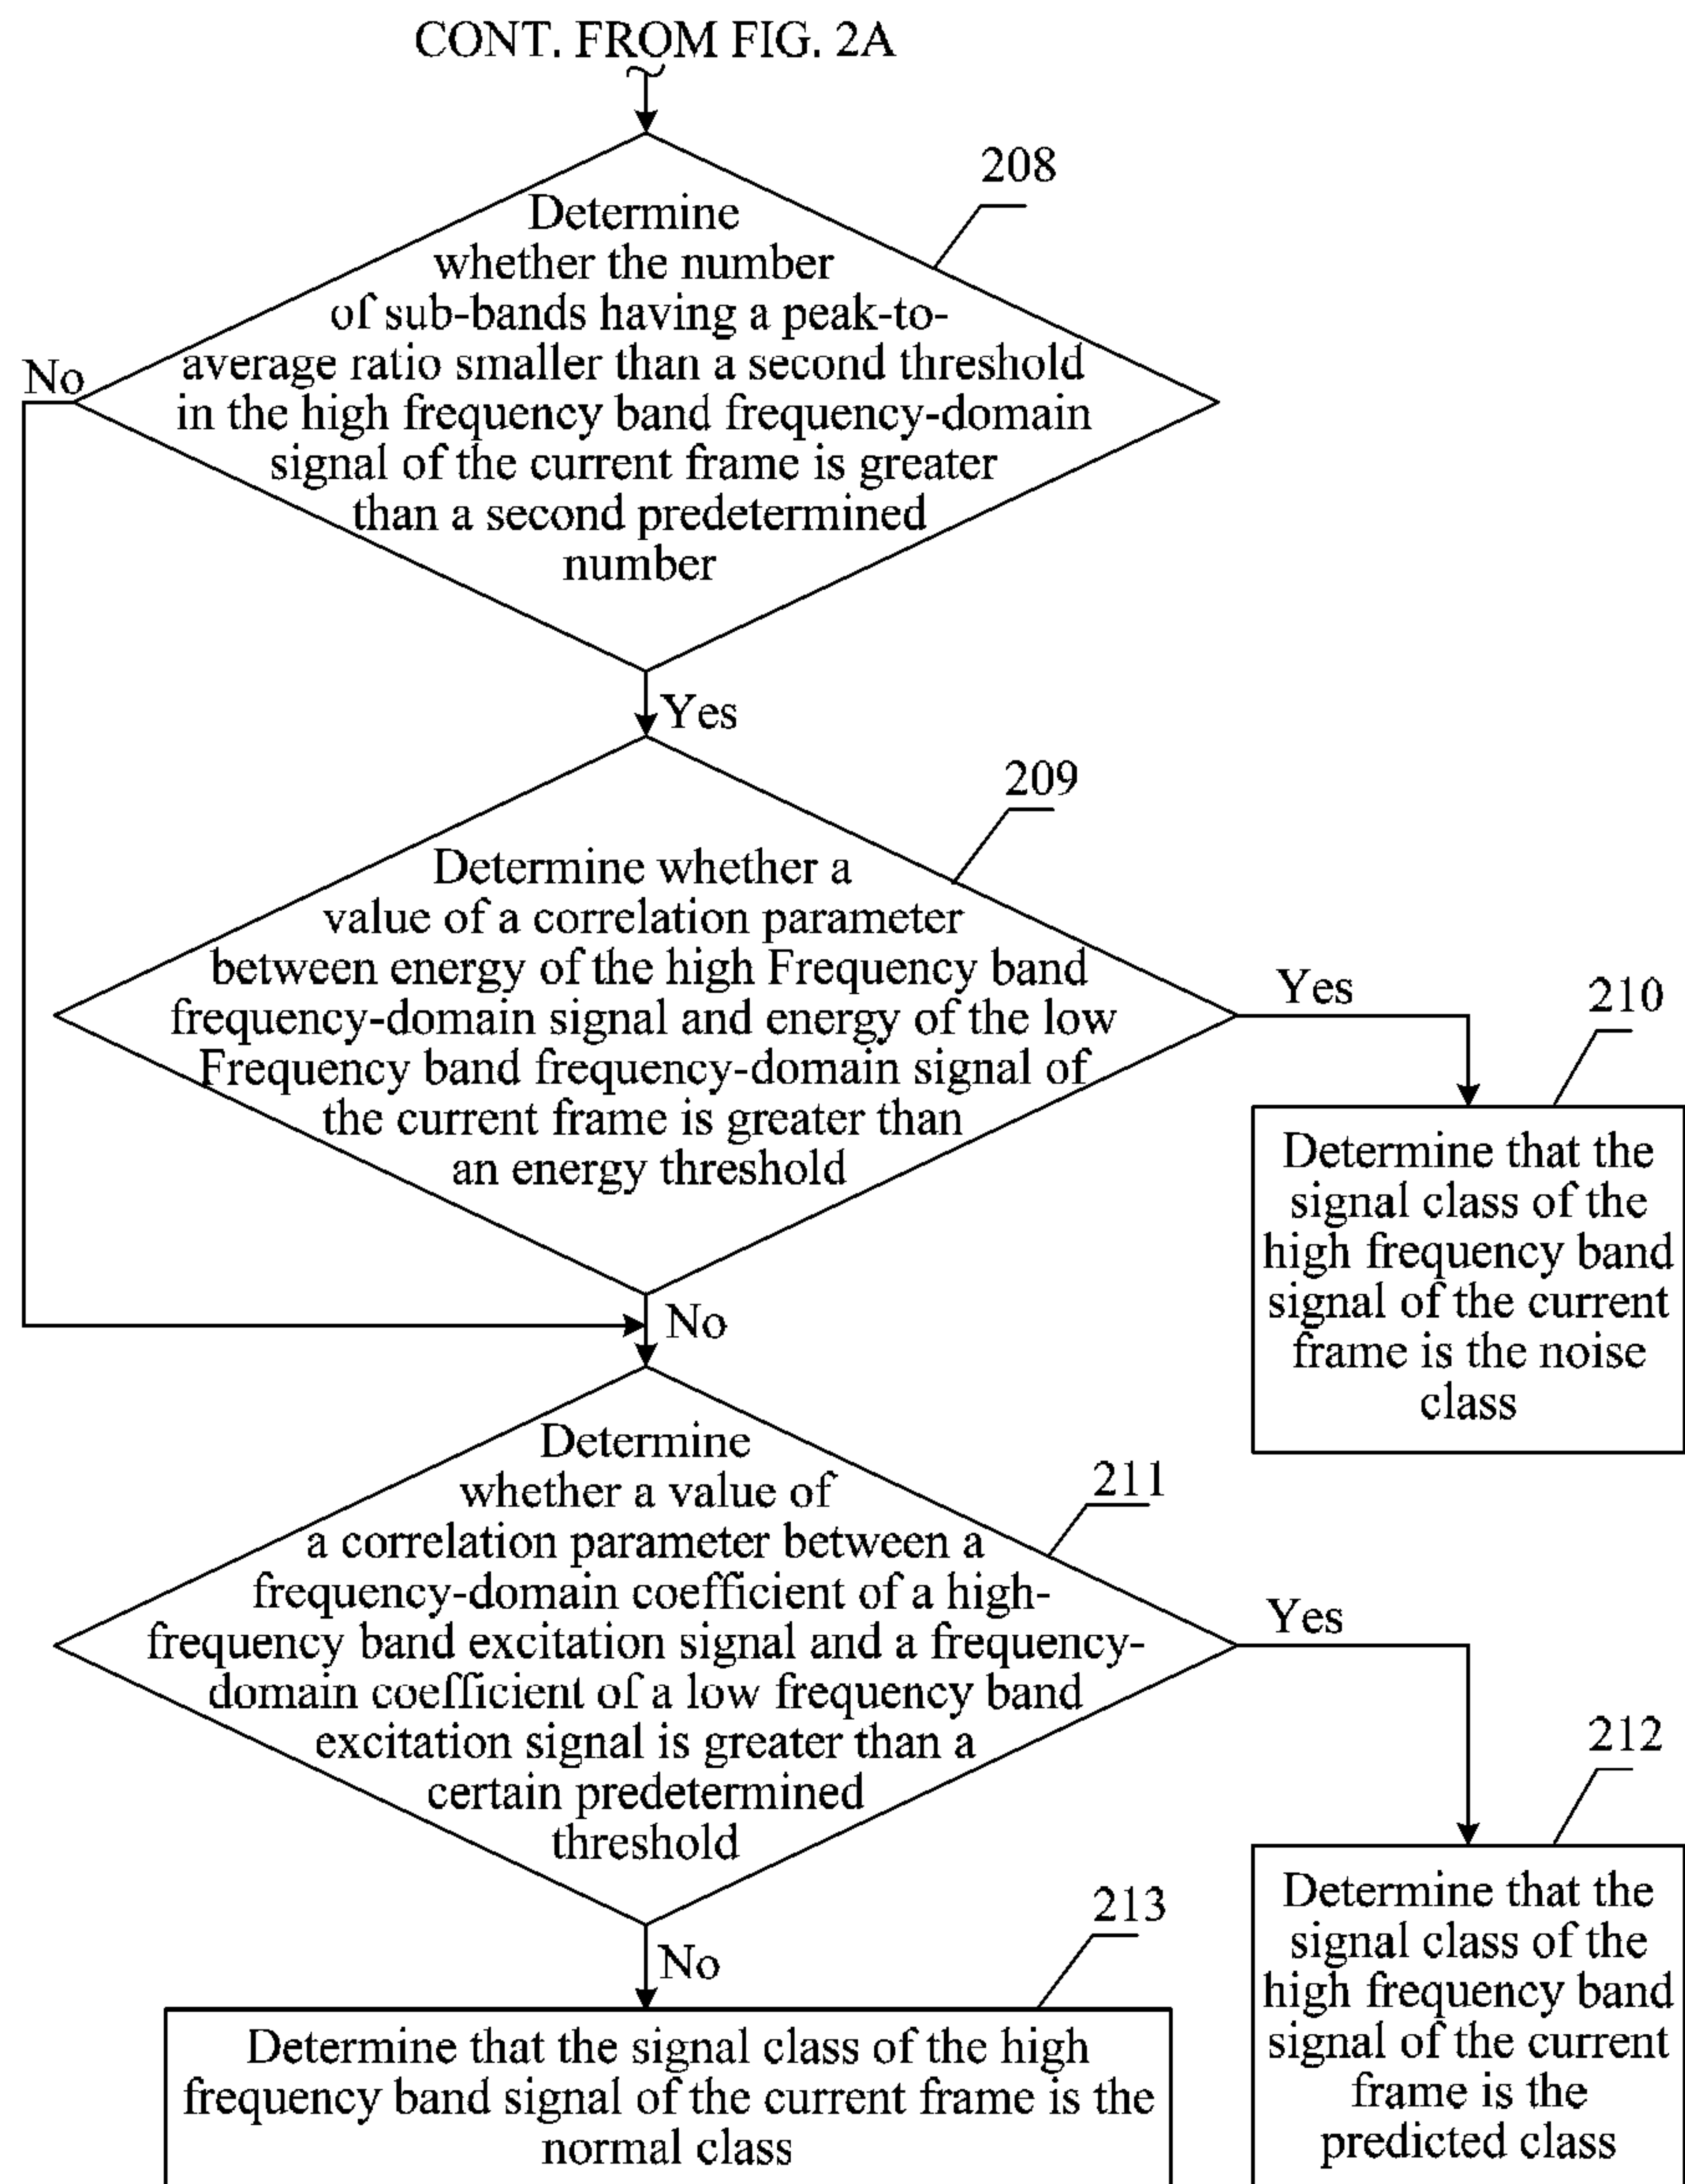 CONT. FROM FIG. 2A
208
Determine
whether the number
of sub-bands having a peak-to-
average ratio smaller than a second threshold
in the high frequency band frequency-domain
signal of the current frame is greater
than a second predetermined
number
No
Yes
209
Determine whether a
value of a correlation parameter
between energy of the high Frequency band
frequency-domain signal and energy of the low
Frequency band frequency-domain signal of
the current frame is greater than
an energy threshold
Yes
210
Determine that the
signal class of the
high frequency band
signal of the current
frame is the noise
class
No
211
Determine
whether a value of
a correlation parameter between a
frequency-domain coefficient of a high-
frequency band excitation signal and a frequency-
domain coefficient of a low frequency band
excitation signal is greater than a
certain predetermined
threshold
Yes
212
Determine that the
signal class of the
high frequency band
signal of the current
frame is the
predicted class
No
213
Determine that the signal class of the high
frequency band signal of the current frame is the
normal class